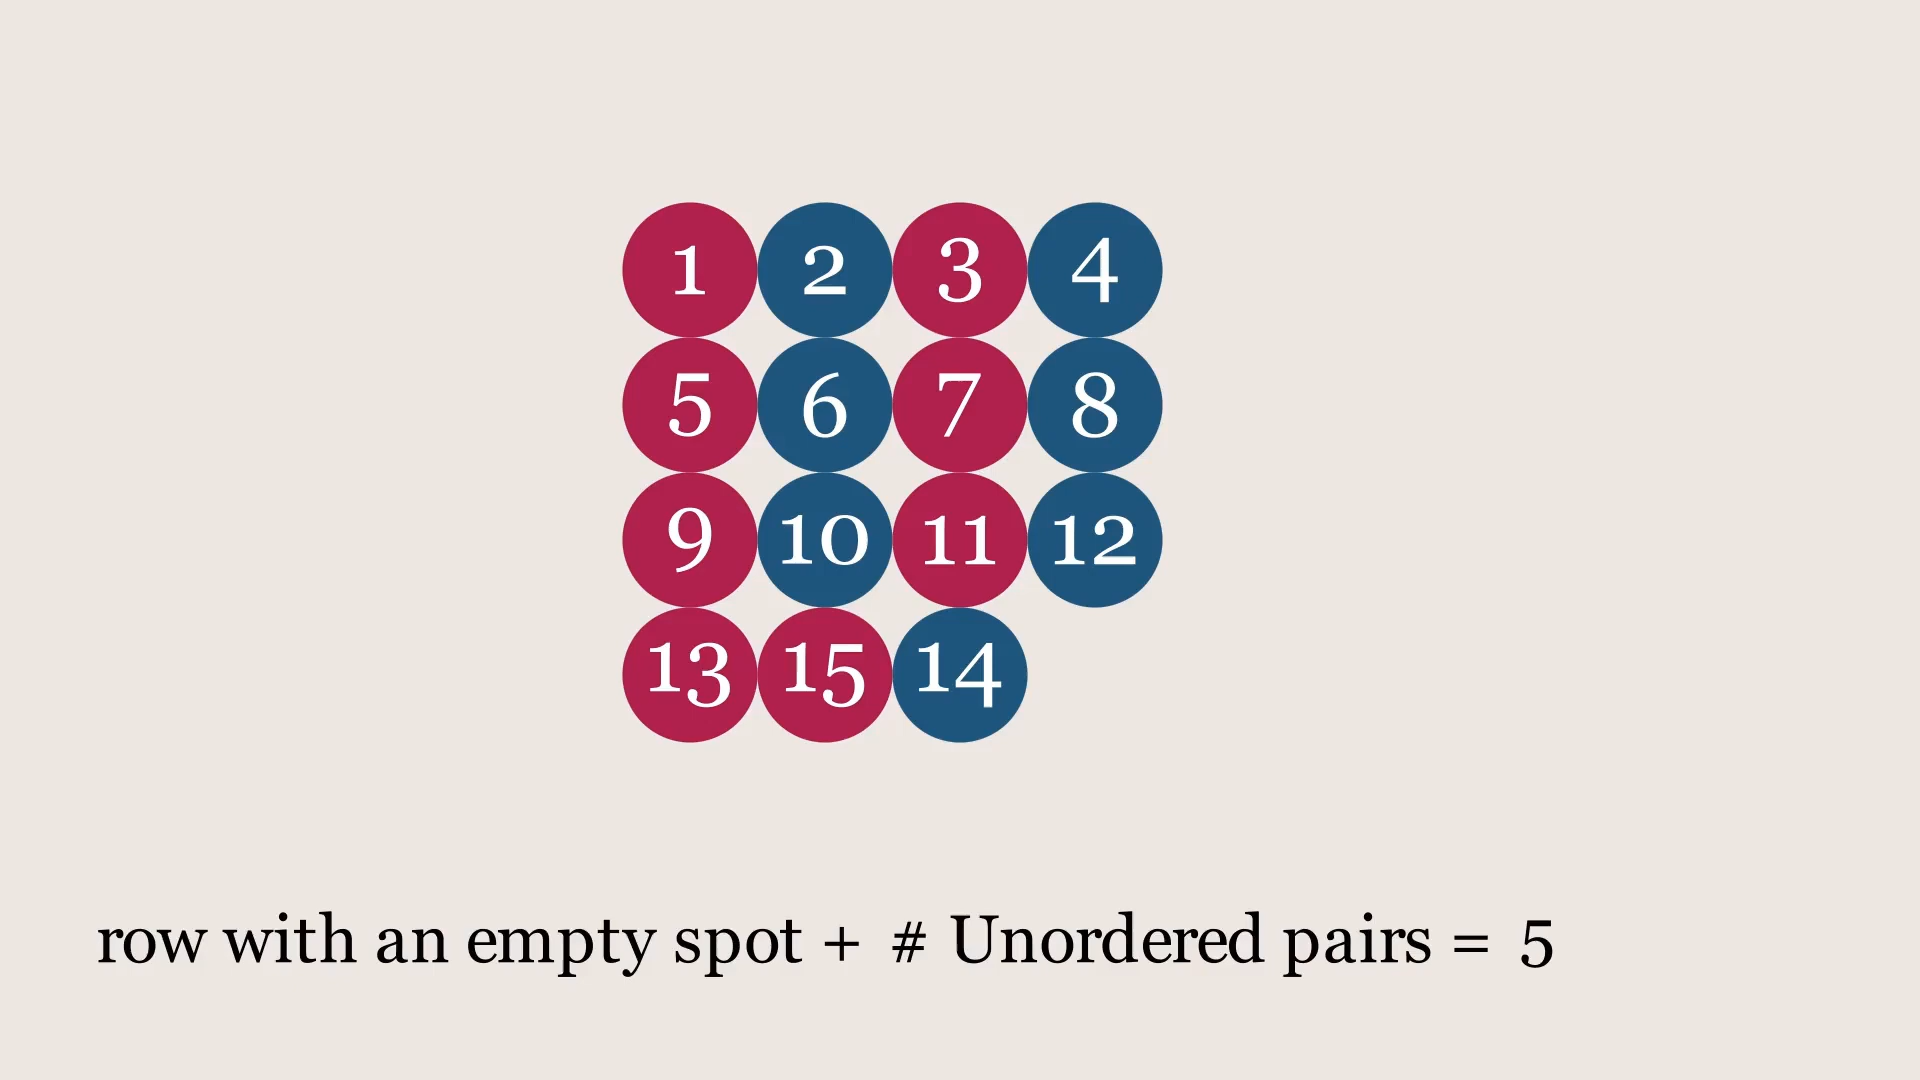 1 2 3 4
5 6 7 8
9 10 11 12
13 15 14
row with an empty spot + # Unordered pairs = 5